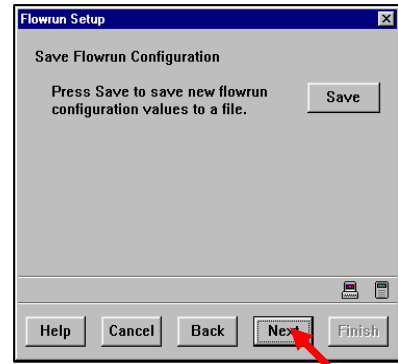 Flowrun Setup
Save Flowrun Configuration
Press Save to save new flowrun
configuration values to a file.
Save
Help Cancel Back Next Finish